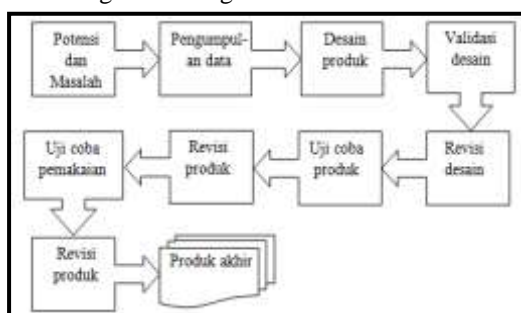 Potensi
dan
Masalah
Pengumpul-
an data
Desain
produk
Validasi
desain
Revisi
desain
Uji coba
produk
Revisi
produk
Uji coba
pemakaian
Revisi
produk
Produk akhir